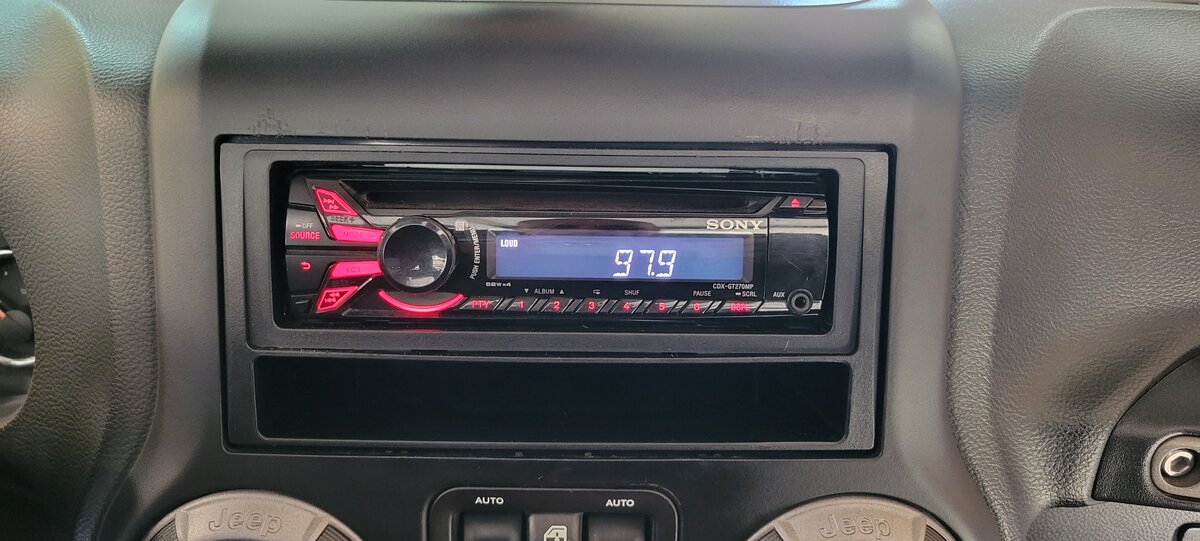 SONY
SEEK+
OFF
SOURCE
MODE
PUSH ENTER/MENU
LOUD
97.9
EQ3
52W×4
CDX-GT270MP
▼ ALBUM ▲
SHUF
PAUSE
SCRL
AUX
PTY 1 2 3 4 5 6 DSPL
AUTO AUTO
Jeep Jeep